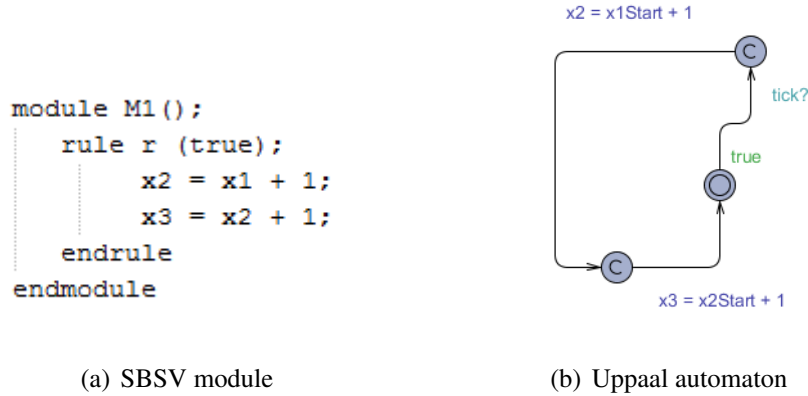 module M1();
rule r (true);
x2 = x1 + 1;
x3 = x2 + 1;
endrule
endmodule
(a) SBSV module
x2 = x1Start + 1
C
tick?
true
C
x3 = x2Start + 1
(b) Uppaal automaton